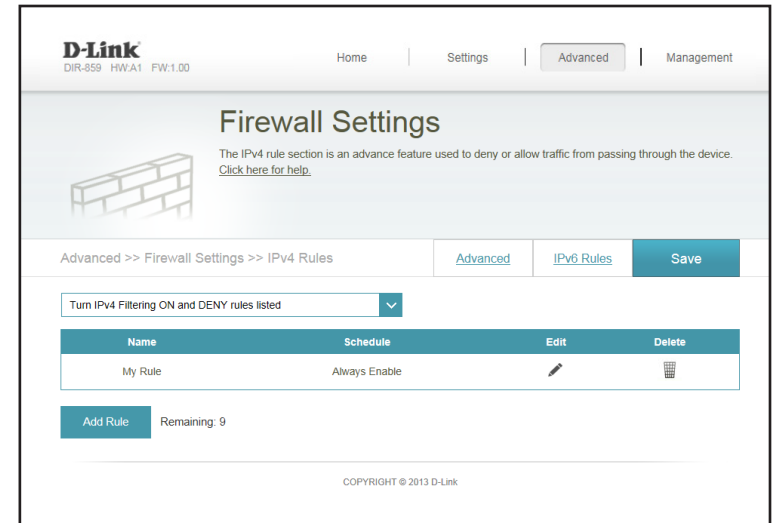 D-Link
DIR-859 HW:A1 FW:1.00
Home Settings Advanced Management
Firewall Settings
The IPv4 rule section is an advance feature used to deny or allow traffic from passing through the device.
Click here for help.
Advanced >> Firewall Settings >> IPv4 Rules
Advanced IPv6 Rules Save
Turn IPv4 Filtering ON and DENY rules listed
Name Schedule Edit Delete
My Rule Always Enable
Add Rule Remaining: 9
COPYRIGHT © 2013 D-Link